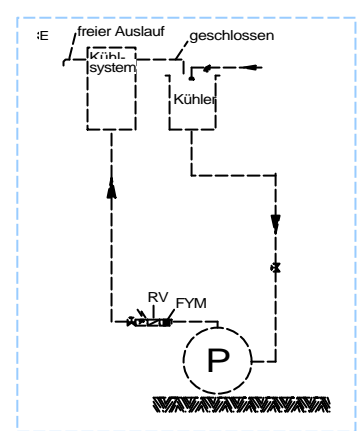 :E
freier Auslauf
geschlossen
Kühl-
system
Kühler
RV
FYM
P